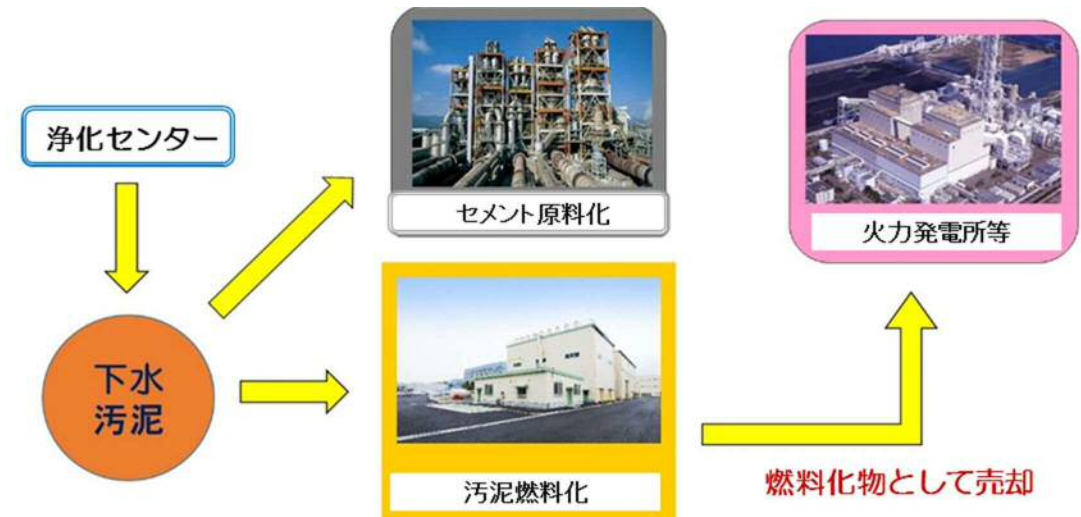 浄化センター
下水
汚泥
セメント原料化
汚泥燃料化
火力発電所等
燃料化物として売却